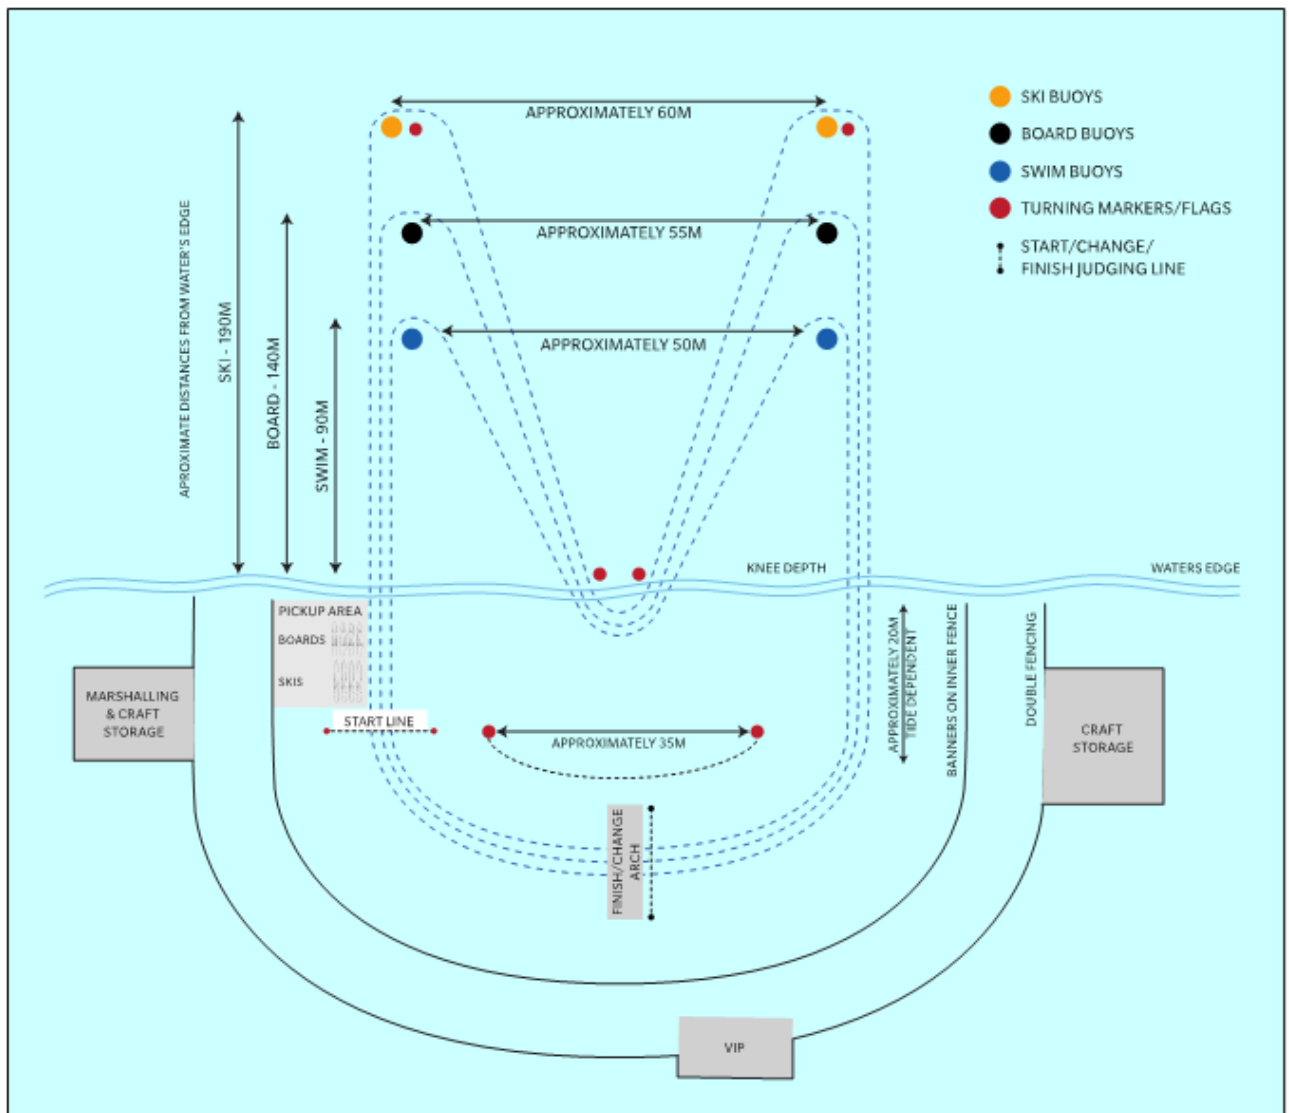 APPROXIMATELY 60M
SKI BUOYS
BOARD BUOYS
SWIM BUOYS
TURNING MARKERS/FLAGS
START/CHANGE/
FINISH JUDGING LINE
APPROXIMATELY 55M
APPROXIMATELY 50M
APROXIMATE DISTANCES FROM WATER'S EDGE
SKI - 190M
BOARD - 140M
SWIM - 90M
KNEE DEPTH
WATERS EDGE
PICKUP AREA
BOARDS
SKIS
MARSHALLING
& CRAFT
STORAGE
START LINE
APPROXIMATELY 35M
APPROXIMATELY 20M
TIDE DEPENDENT
BANNERS ON INNER FENCE
DOUBLE FENCING
CRAFT
STORAGE
FINISH/CHANGE
ARCH
VIP